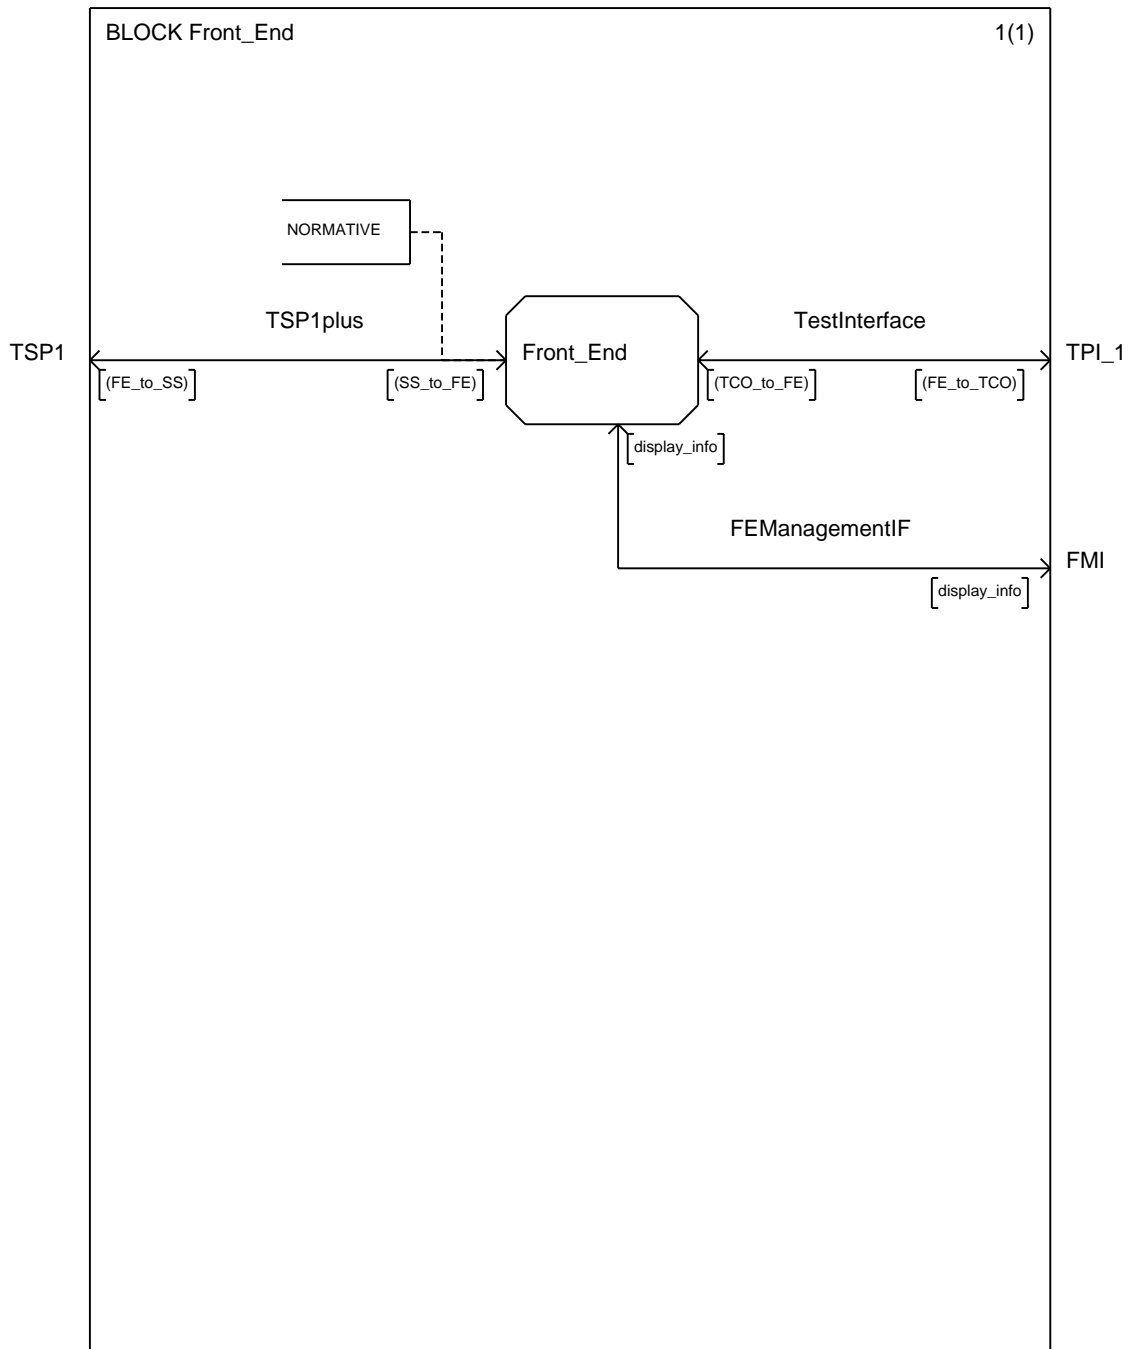 BLOCK Front_End 1(1)
NORMATIVE
TSP1plus
TestInterface
TSP1
Front_End
TPI_1
(FE_to_SS)
(SS_to_FE)
(TCO_to_FE)
(FE_to_TCO)
display_info
FEManagementIF
FMI
display_info